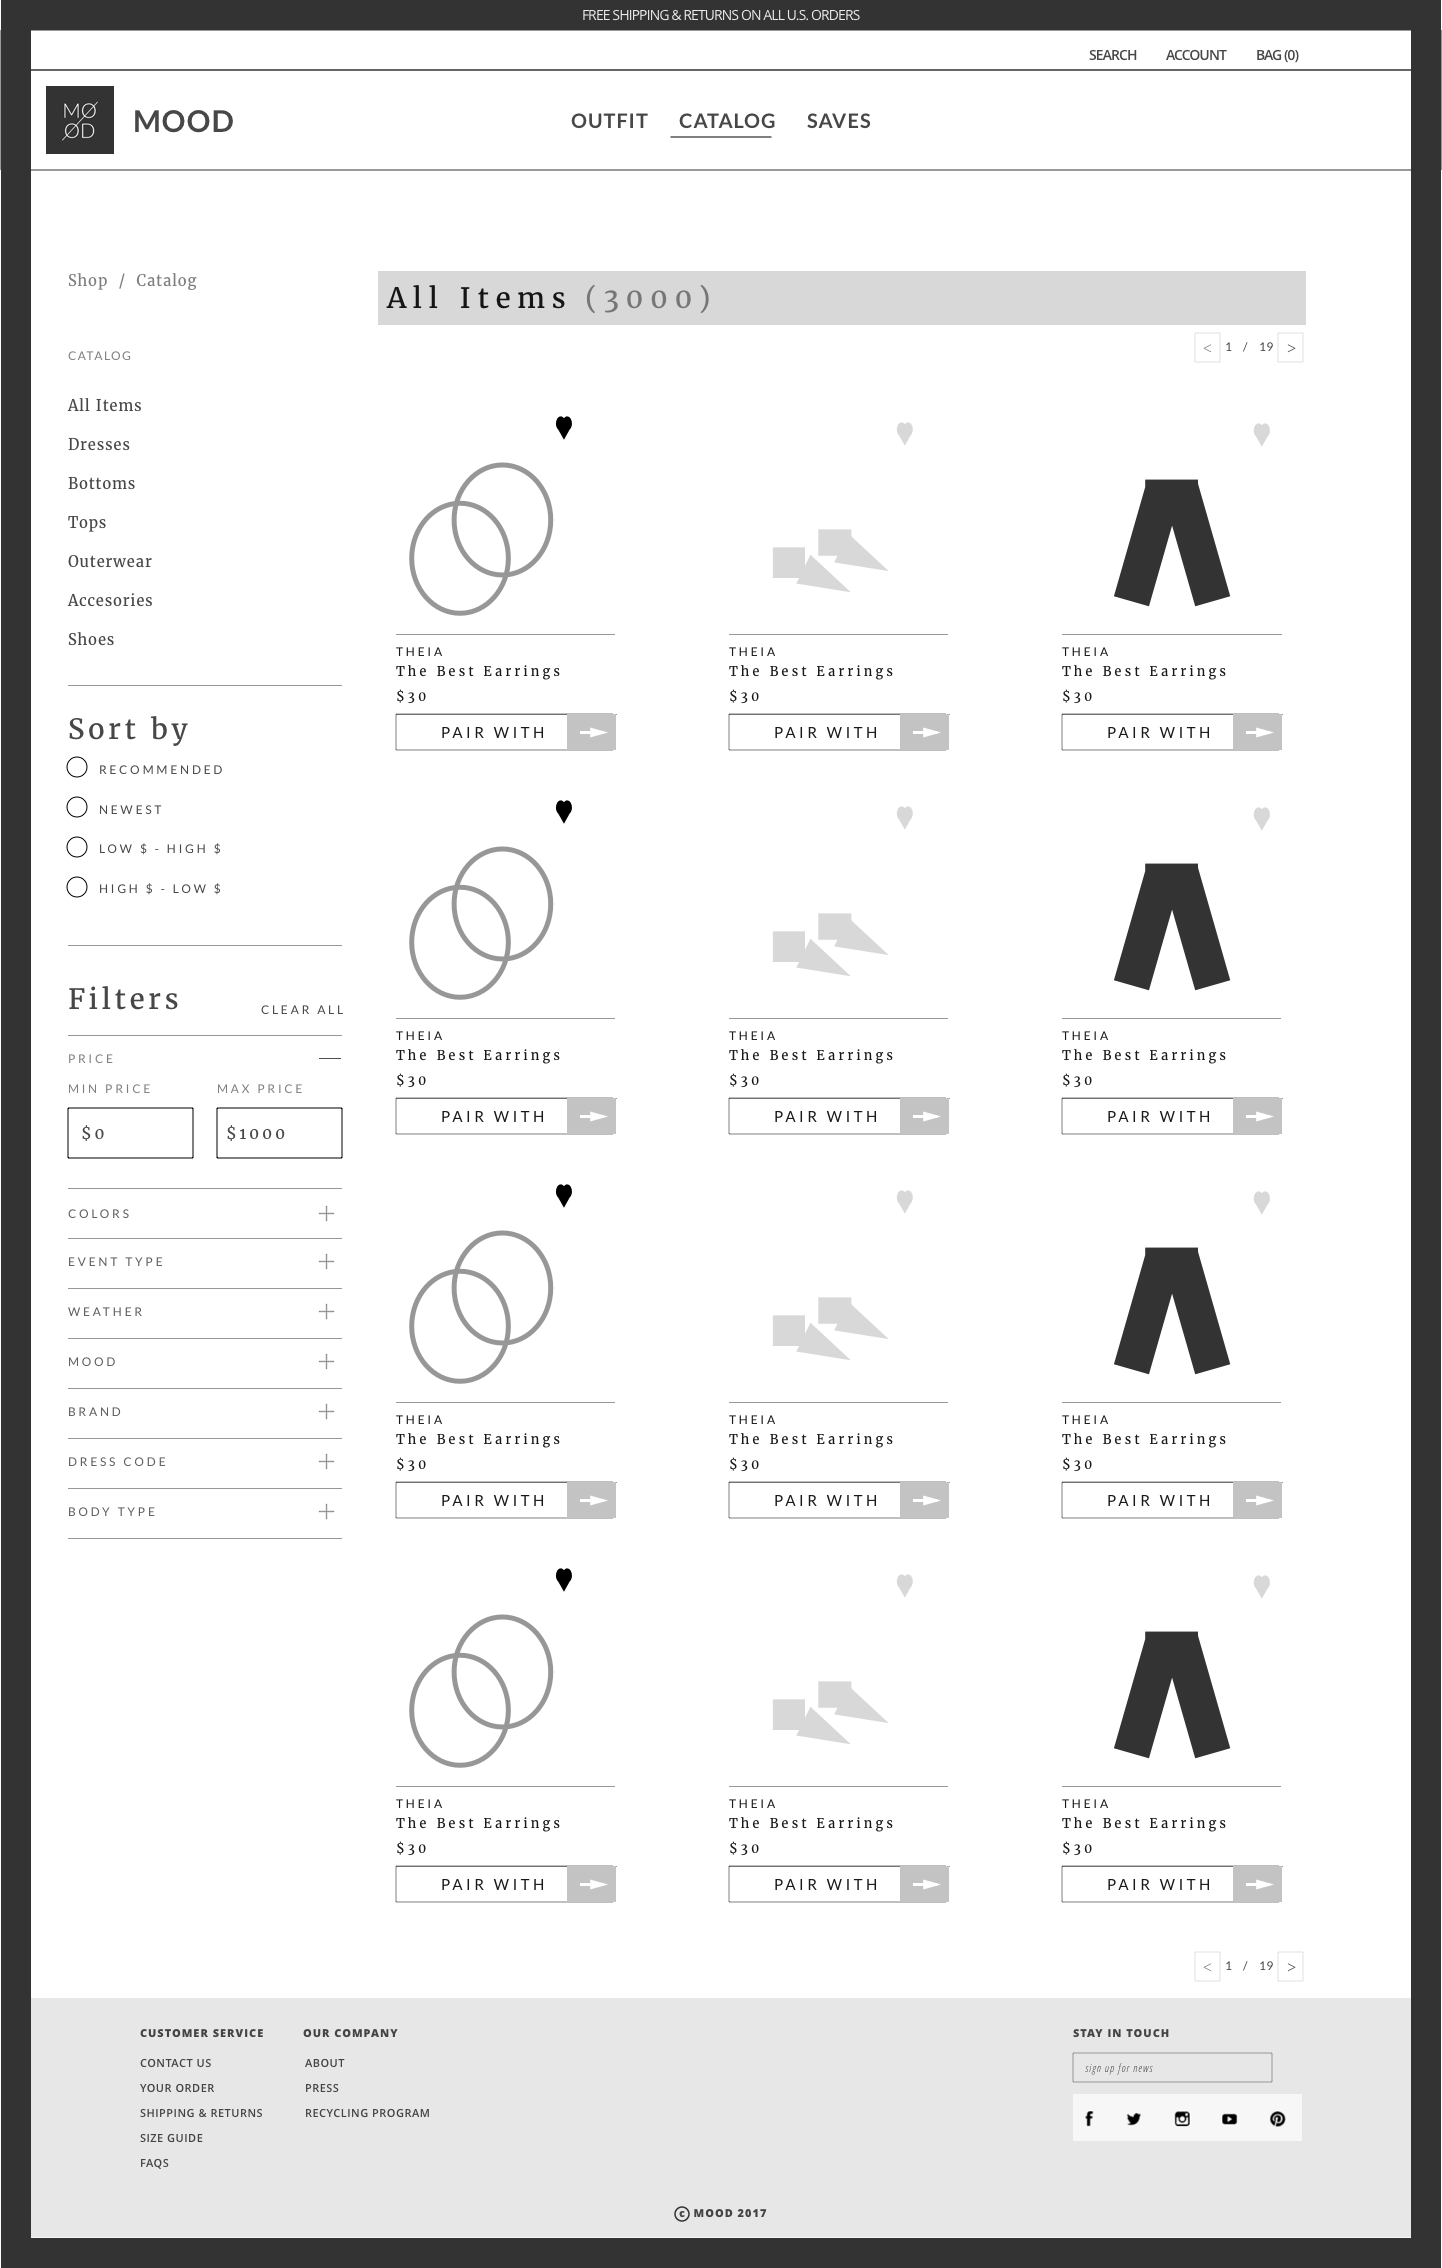 FREE SHIPPING & RETURNS ON ALL U.S. ORDERS
SEARCH ACCOUNT BAG (0)
MØ
ØD
MOOD
OUTFIT CATALOG SAVES
Shop / Catalog
CATALOG
All Items
Dresses
Bottoms
Tops
Outerwear
Accesories
Shoes
Sort by
RECOMMENDED
NEWEST
LOW $ - HIGH $
HIGH $ - LOW $
Filters CLEAR ALL
PRICE
MIN PRICE MAX PRICE
$0 $1000
COLORS
EVENT TYPE
WEATHER
MOOD
BRAND
DRESS CODE
BODY TYPE
All Items (3000)
< 1 / 19 >
THEIA THEIA THEIA
The Best Earrings The Best Earrings The Best Earrings
$30 $30 $30
PAIR WITH PAIR WITH PAIR WITH
THEIA THEIA THEIA
The Best Earrings The Best Earrings The Best Earrings
$30 $30 $30
PAIR WITH PAIR WITH PAIR WITH
THEIA THEIA THEIA
The Best Earrings The Best Earrings The Best Earrings
$30 $30 $30
PAIR WITH PAIR WITH PAIR WITH
THEIA THEIA THEIA
The Best Earrings The Best Earrings The Best Earrings
$30 $30 $30
PAIR WITH PAIR WITH PAIR WITH
< 1 / 19 >
CUSTOMER SERVICE
CONTACT US
YOUR ORDER
SHIPPING & RETURNS
SIZE GUIDE
FAQS
OUR COMPANY
ABOUT
PRESS
RECYCLING PROGRAM
STAY IN TOUCH
sign up for news
© MOOD 2017